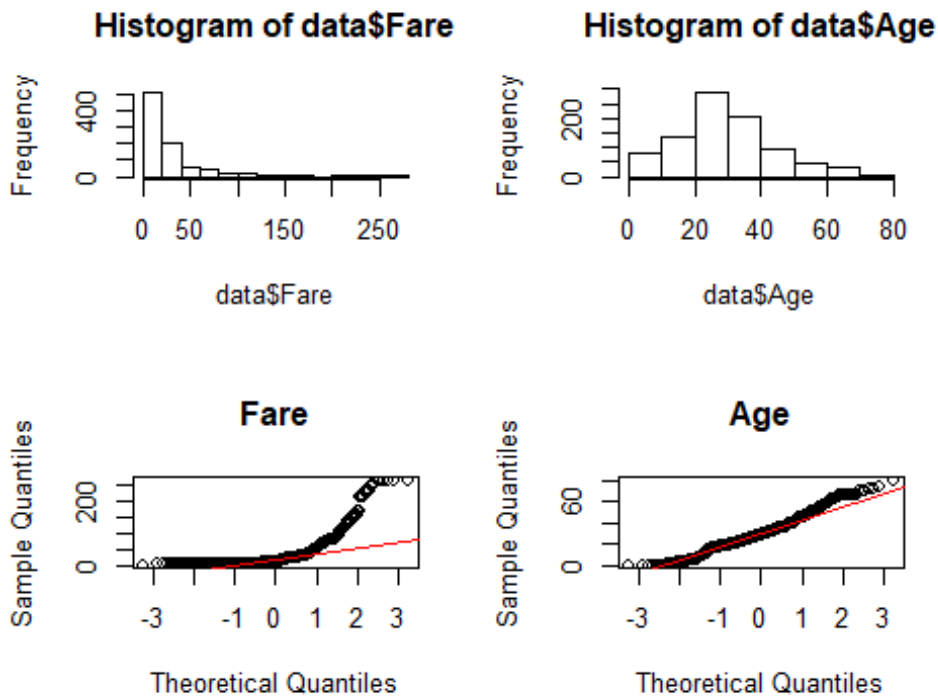 Histogram of data$Fare
Frequency
400
0
0 50 150 250
data$Fare
Histogram of data$Age
Frequency
200
0
0 20 40 60 80
data$Age
Fare
Sample Quantiles
200
0
-3 -1 0 1 2 3
Theoretical Quantiles
Age
Sample Quantiles
60
0
-3 -1 0 1 2 3
Theoretical Quantiles